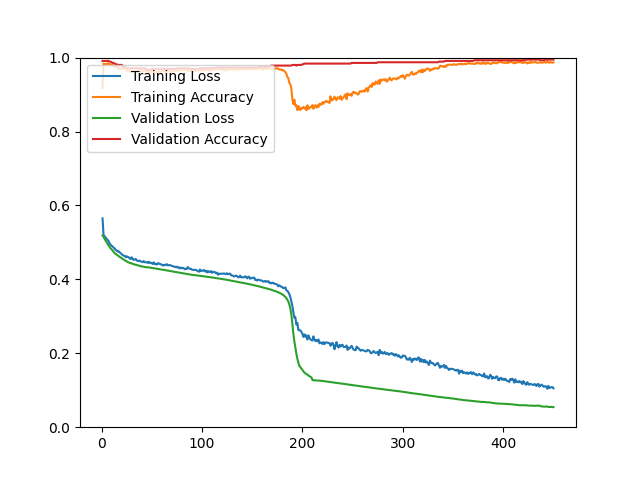 1.0
0.8
0.6
0.4
0.2
0.0
Training Loss
Training Accuracy
Validation Loss
Validation Accuracy
0 100 200 300 400